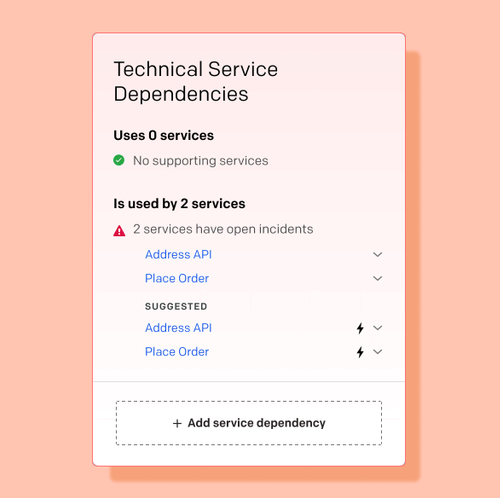 Technical Service
Dependencies
Uses 0 services
No supporting services
Is used by 2 services
2 services have open incidents
Address API
Place Order
SUGGESTED
Address API
Place Order
+ Add service dependency